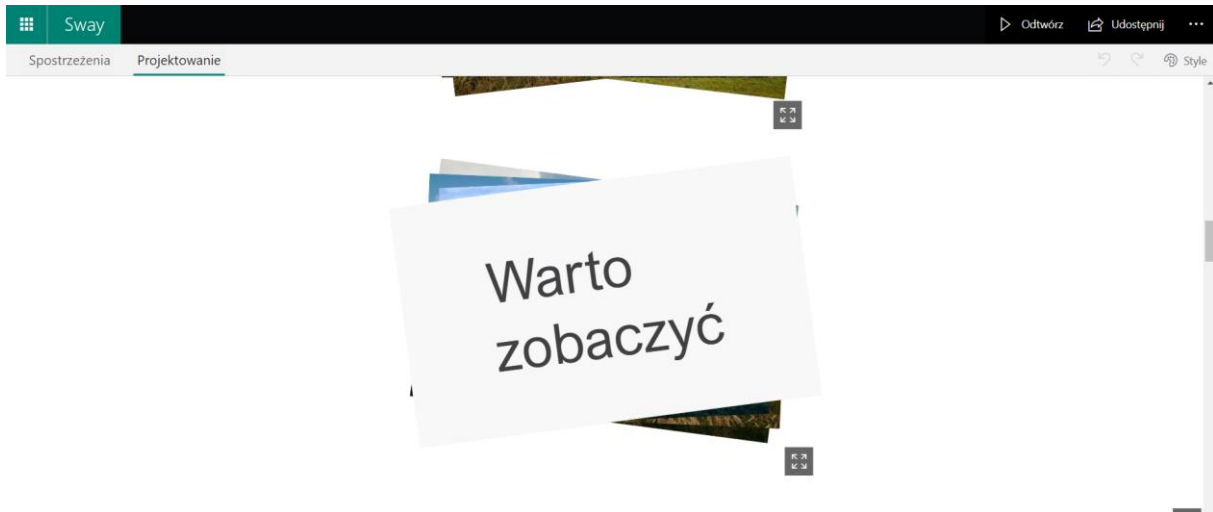 Sway
Odtwórz
Udostępnij
Spostrzeżenia
Projektowanie
Style
Warto
zobaczyć